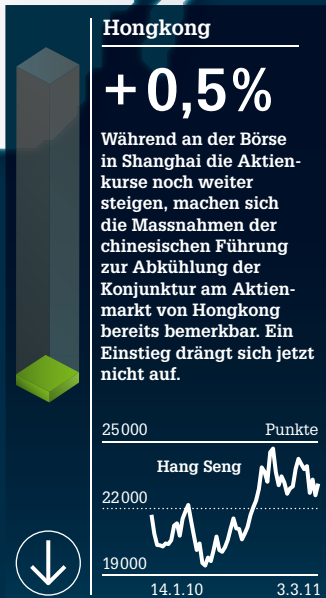 Hongkong
+0,5%
Während an der Börse
in Shanghai die Aktien-
kurse noch weiter
steigen, machen sich
die Massnahmen der
chinesischen Führung
zur Abkühlung der
Konjunktur am Aktien-
markt von Hongkong
bereits bemerkbar. Ein
Einstieg drängt sich jetzt
nicht auf.
25000 Punkte
Hang Seng
22000
19000
14.1.10 3.3.11